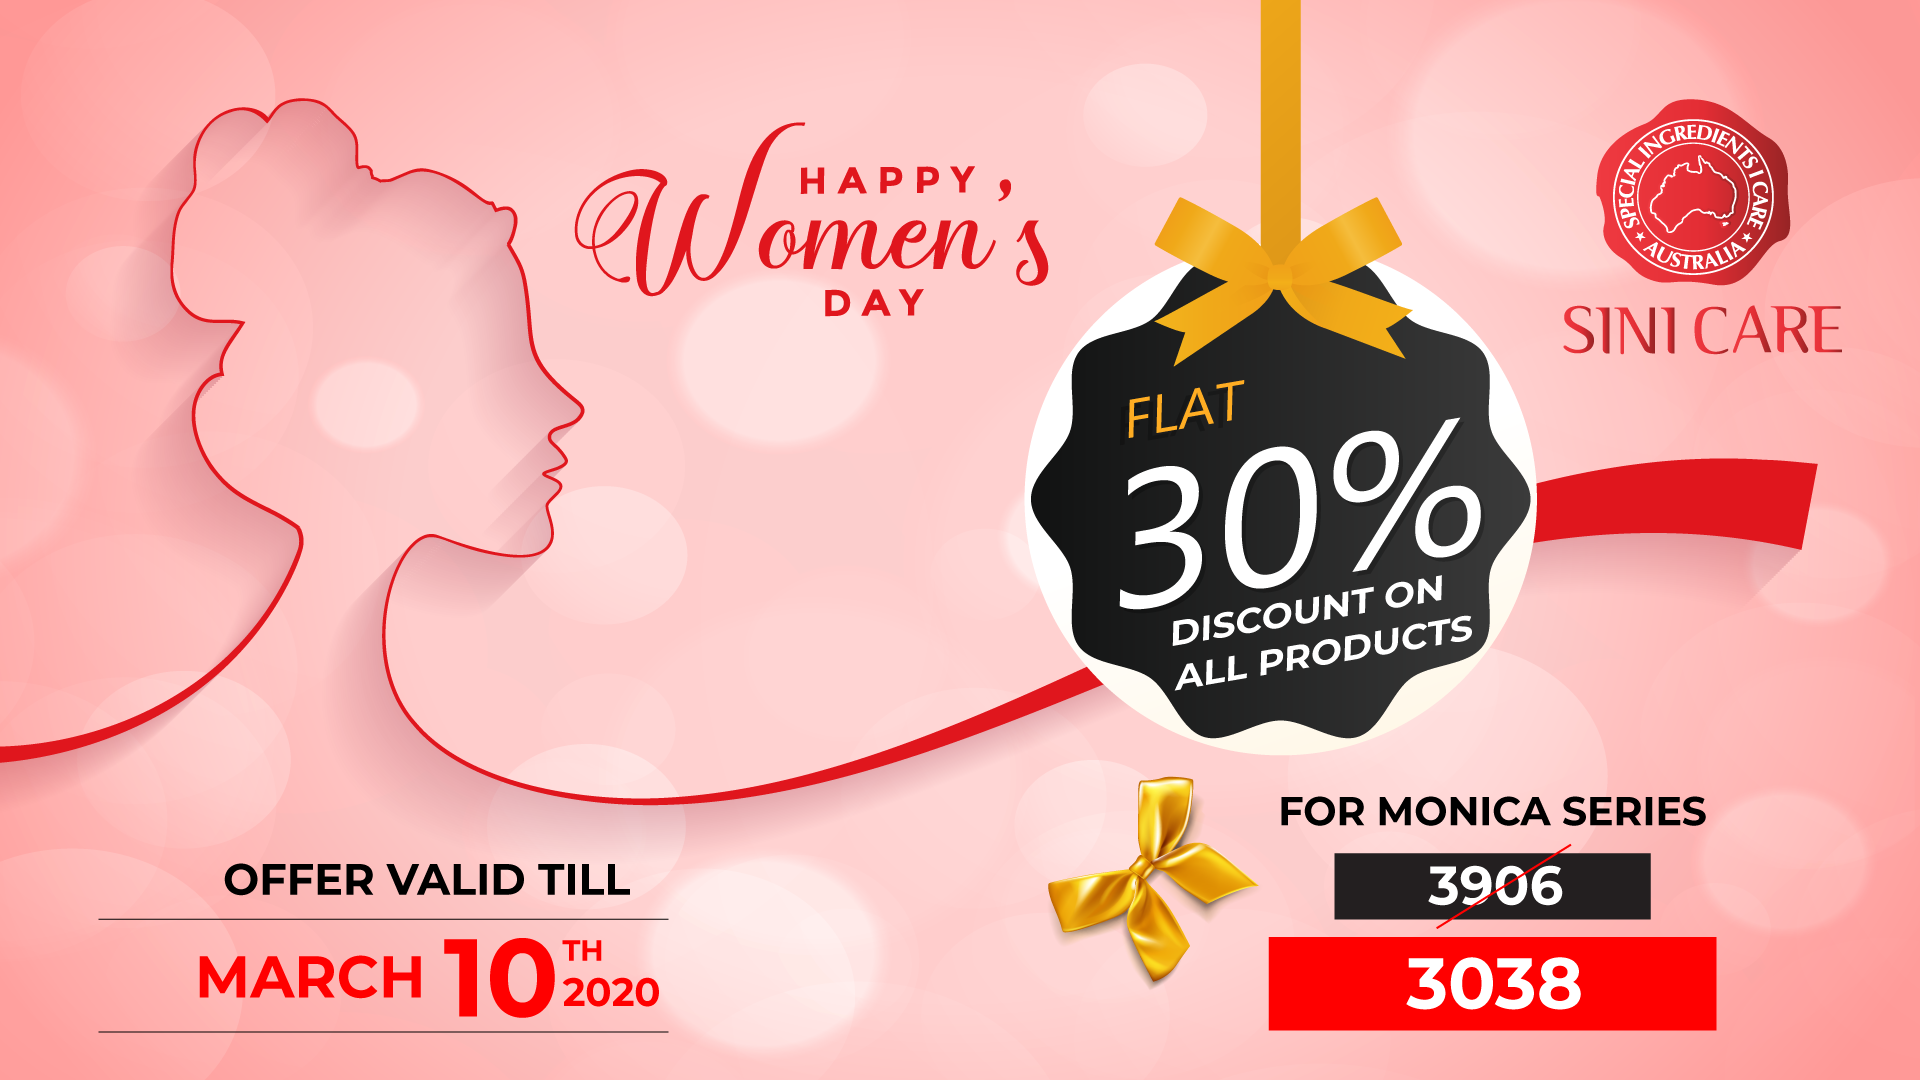 HAPPY
Women's
DAY
SPECIAL INGREDIENTS I CARE
★ AUSTRALIA ★
SINI CARE
FLAT
30%
DISCOUNT ON
ALL PRODUCTS
OFFER VALID TILL
MARCH 10TH 2020
FOR MONICA SERIES
3906
3038